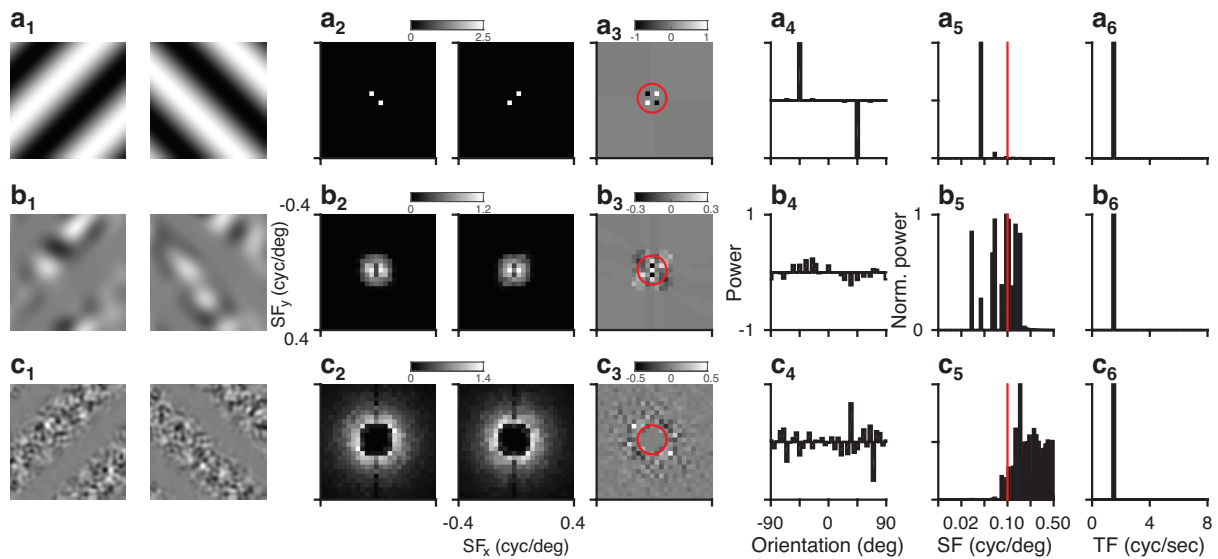 a1 a2 a3 a4 a5 a6
0 2.5 -1 1
b1 b2 b3 b4 b5 b6
-0.4 0 1.2 -0.3 0.3 1 1
SFy (cyc/deg)
Power
Norm. power
0.4 -1 0
c1 c2 c3 c4 c5 c6
0 1.4 -0.5 0.5
-0.4 0.4 -90 0 90 0.02 0.10 0.50 0 8
SFx (cyc/deg) Orientation (deg) SF (cyc/deg) TF (cyc/sec)